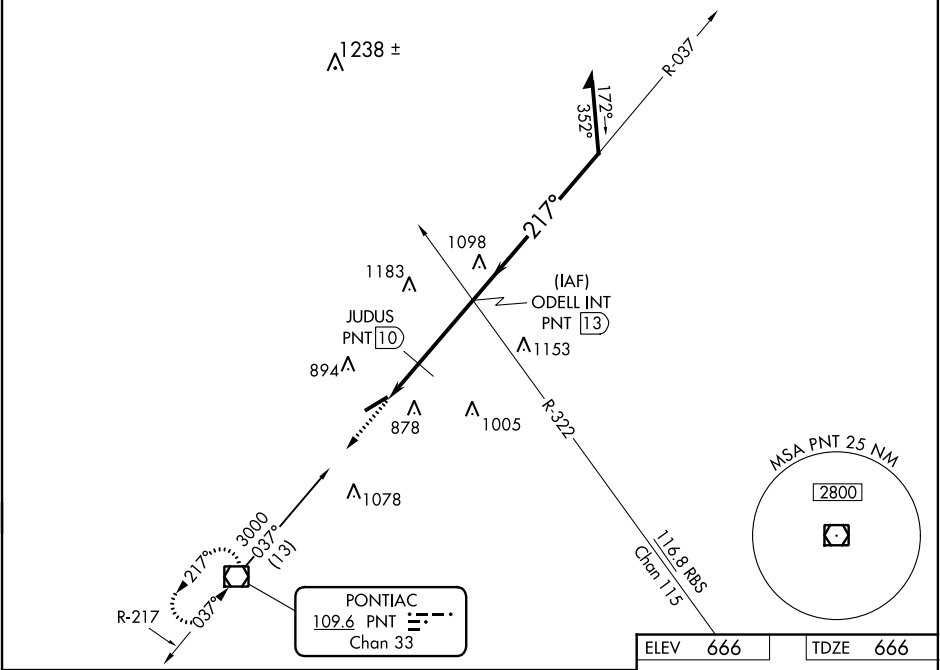 1238 ±
R-037
172°
352°
217°
1098
1183
(IAF)
ODELL INT
PNT 13
JUDUS
PNT 10
1153
894
R-322
878
1005
MSA PNT 25 NM
2800
1078
3000
037°
(13)
217°
037°
R-217
116.8 RBS
Chan 115
PONTIAC
109.6 PNT
Chan 33
ELEV 666
TDZE 666